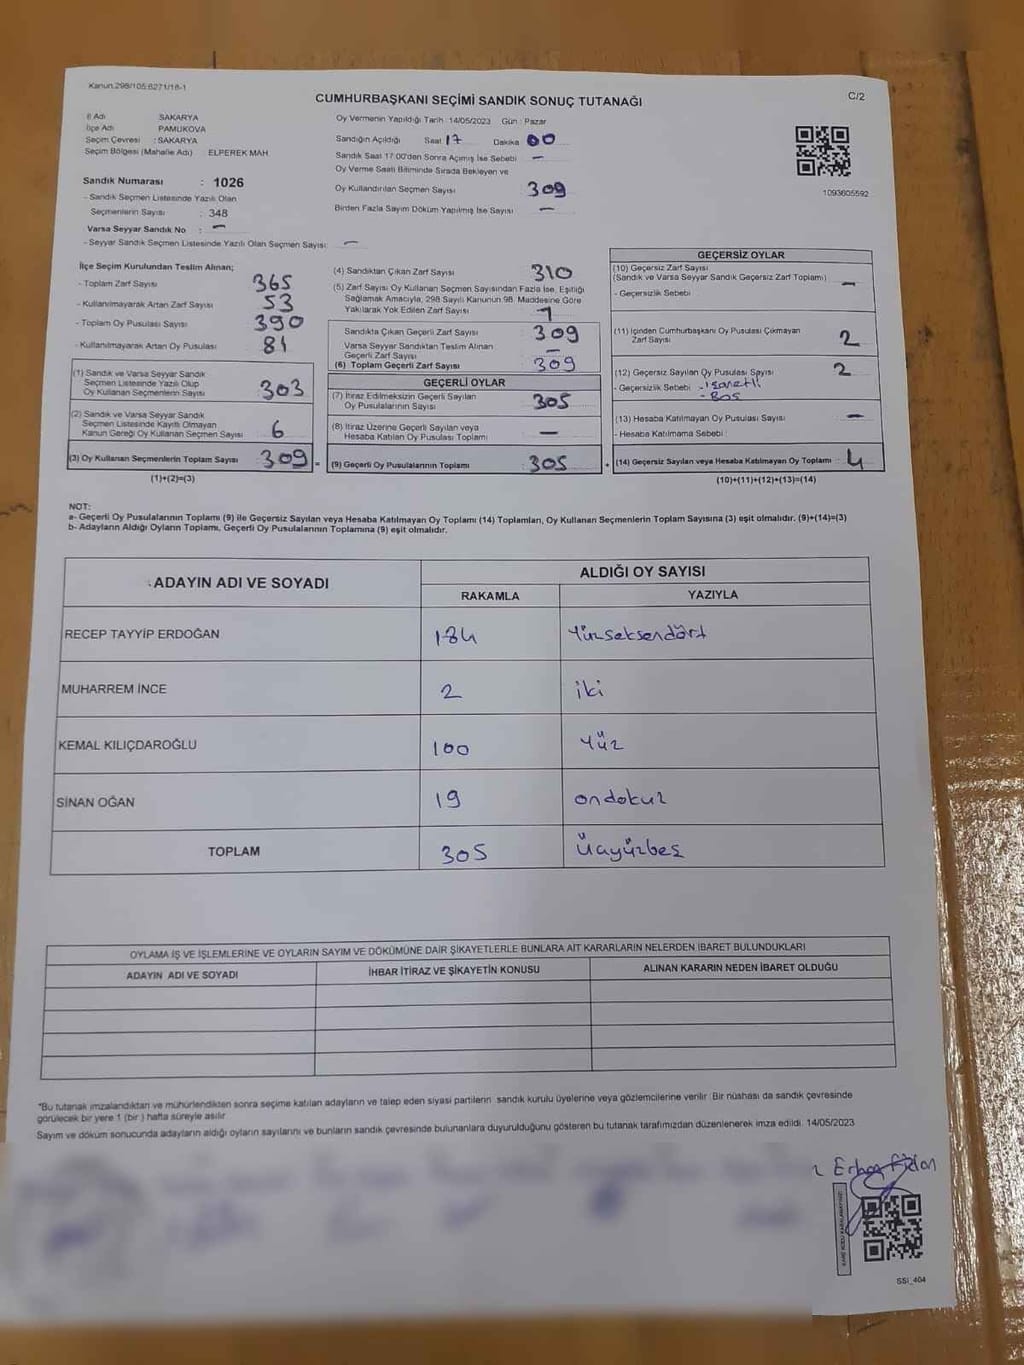 Kanun:298/105;6271/16-1
C/2
CUMHURBAŞKANI SEÇİMİ SANDIK SONUÇ TUTANAĞI
İl Adı SAKARYA
İlçe Adı PAMUKOVA
Seçim Çevresi : SAKARYA
Seçim Bölgesi (Mahalle Adı) : ELPEREK MAH.
Sandık Numarası : 1026
- Sandık Seçmen Listesinde Yazılı Olan
Seçmenlerin Sayısı : 348
Varsa Seyyar Sandık No : -
- Seyyar Sandık Seçmen Listesinde Yazılı Olan Seçmen Sayısı: -
Oy Vermenin Yapıldığı Tarih : 14/05/2023 Gün : Pazar
Sandığın Açıldığı Saat 17 Dakika 00
Sandık Saat 17:00'den Sonra Açılmış İse Sebebi -
Oy Verme Saati Bitiminde Sırada Bekleyen ve
Oy Kullandırılan Seçmen Sayısı 309
Birden Fazla Sayım Döküm Yapılmış İse Sayısı -
1093605592
İlçe Seçim Kurulundan Teslim Alınan;
- Toplam Zarf Sayısı 365
- Kullanılmayarak Artan Zarf Sayısı 53
- Toplam Oy Pusulası Sayısı 390
- Kullanılmayarak Artan Oy Pusulası 81
(1) Sandık ve Varsa Seyyar Sandık
Seçmen Listesinde Yazılı Olup
Oy Kullanan Seçmenlerin Sayısı 303
(2) Sandık ve Varsa Seyyar Sandık
Seçmen Listesinde Kayıtlı Olmayan
Kanun Gereği Oy Kullanan Seçmen Sayısı 6
(3) Oy Kullanan Seçmenlerin Toplam Sayısı 309 =
(1)+(2)=(3)
(4) Sandıktan Çıkan Zarf Sayısı 310
(5) Zarf Sayısı Oy Kullanan Seçmen Sayısından Fazla İse, Eşitliği
Sağlamak Amacıyla, 298 Sayılı Kanunun 98. Maddesine Göre
Yakılarak Yok Edilen Zarf Sayısı 1
Sandıkta Çıkan Geçerli Zarf Sayısı 309
Varsa Seyyar Sandıktan Teslim Alınan
Geçerli Zarf Sayısı -
(6) Toplam Geçerli Zarf Sayısı 309
GEÇERLİ OYLAR
(7) İtiraz Edilmeksizin Geçerli Sayılan
Oy Pusulalarının Sayısı 305
(8) İtiraz Üzerine Geçerli Sayılan veya
Hesaba Katılan Oy Pusulası Toplamı -
(9) Geçerli Oy Pusulalarının Toplamı 305 +
GEÇERSİZ OYLAR
(10) Geçersiz Zarf Sayısı
(Sandık ve Varsa Seyyar Sandık Geçersiz Zarf Toplamı) -
- Geçersizlik Sebebi
(11) İçinden Cumhurbaşkanı Oy Pusulası Çıkmayan
Zarf Sayısı 2
(12) Geçersiz Sayılan Oy Pusulası Sayısı 2
- Geçersizlik Sebebi - işaretli
- Boş
(13) Hesaba Katılmayan Oy Pusulası Sayısı -
- Hesaba Katılmama Sebebi
(14) Geçersiz Sayılan veya Hesaba Katılmayan Oy Toplamı 4
(10)+(11)+(12)+(13)=(14)
NOT:
a- Geçerli Oy Pusulalarının Toplamı (9) ile Geçersiz Sayılan veya Hesaba Katılmayan Oy Toplamı (14) Toplamları, Oy Kullanan Seçmenlerin Toplam Sayısına (3) eşit olmalıdır. (9)+(14)=(3)
b- Adayların Aldığı Oyların Toplamı, Geçerli Oy Pusulalarının Toplamına (9) eşit olmalıdır.
ADAYIN ADI VE SOYADI ALDIĞI OY SAYISI
RAKAMLA YAZIYLA
RECEP TAYYİP ERDOĞAN 184 Yüzseksendört
MUHARREM İNCE 2 iki
KEMAL KILIÇDAROĞLU 100 Yüz
SİNAN OĞAN 19 ondokuz
TOPLAM 305 Üçyüzbeş
OYLAMA İŞ VE İŞLEMLERİNE VE OYLARIN SAYIM VE DÖKÜMÜNE DAİR ŞİKAYETLERLE BUNLARA AİT KARARLARIN NELERDEN İBARET BULUNDUKLARI
ADAYIN ADI VE SOYADI İHBAR İTİRAZ VE ŞİKAYETİN KONUSU ALINAN KARARIN NEDEN İBARET OLDUĞU
*Bu tutanak imzalandıktan ve mühürlendikten sonra seçime katılan adayların ve talep eden siyasi partilerin sandık kurulu üyelerine veya gözlemcilerine verilir. Bir nüshası da sandık çevresinde
görülecek bir yere 1 (bir ) hafta süreyle asılır.
Sayım ve döküm sonucunda adayların aldığı oyların sayılarını ve bunların sandık çevresinde bulunanlara duyurulduğunu gösteren bu tutanak tarafımızdan düzenlenerek imza edildi. 14/05/2023
SSI_404